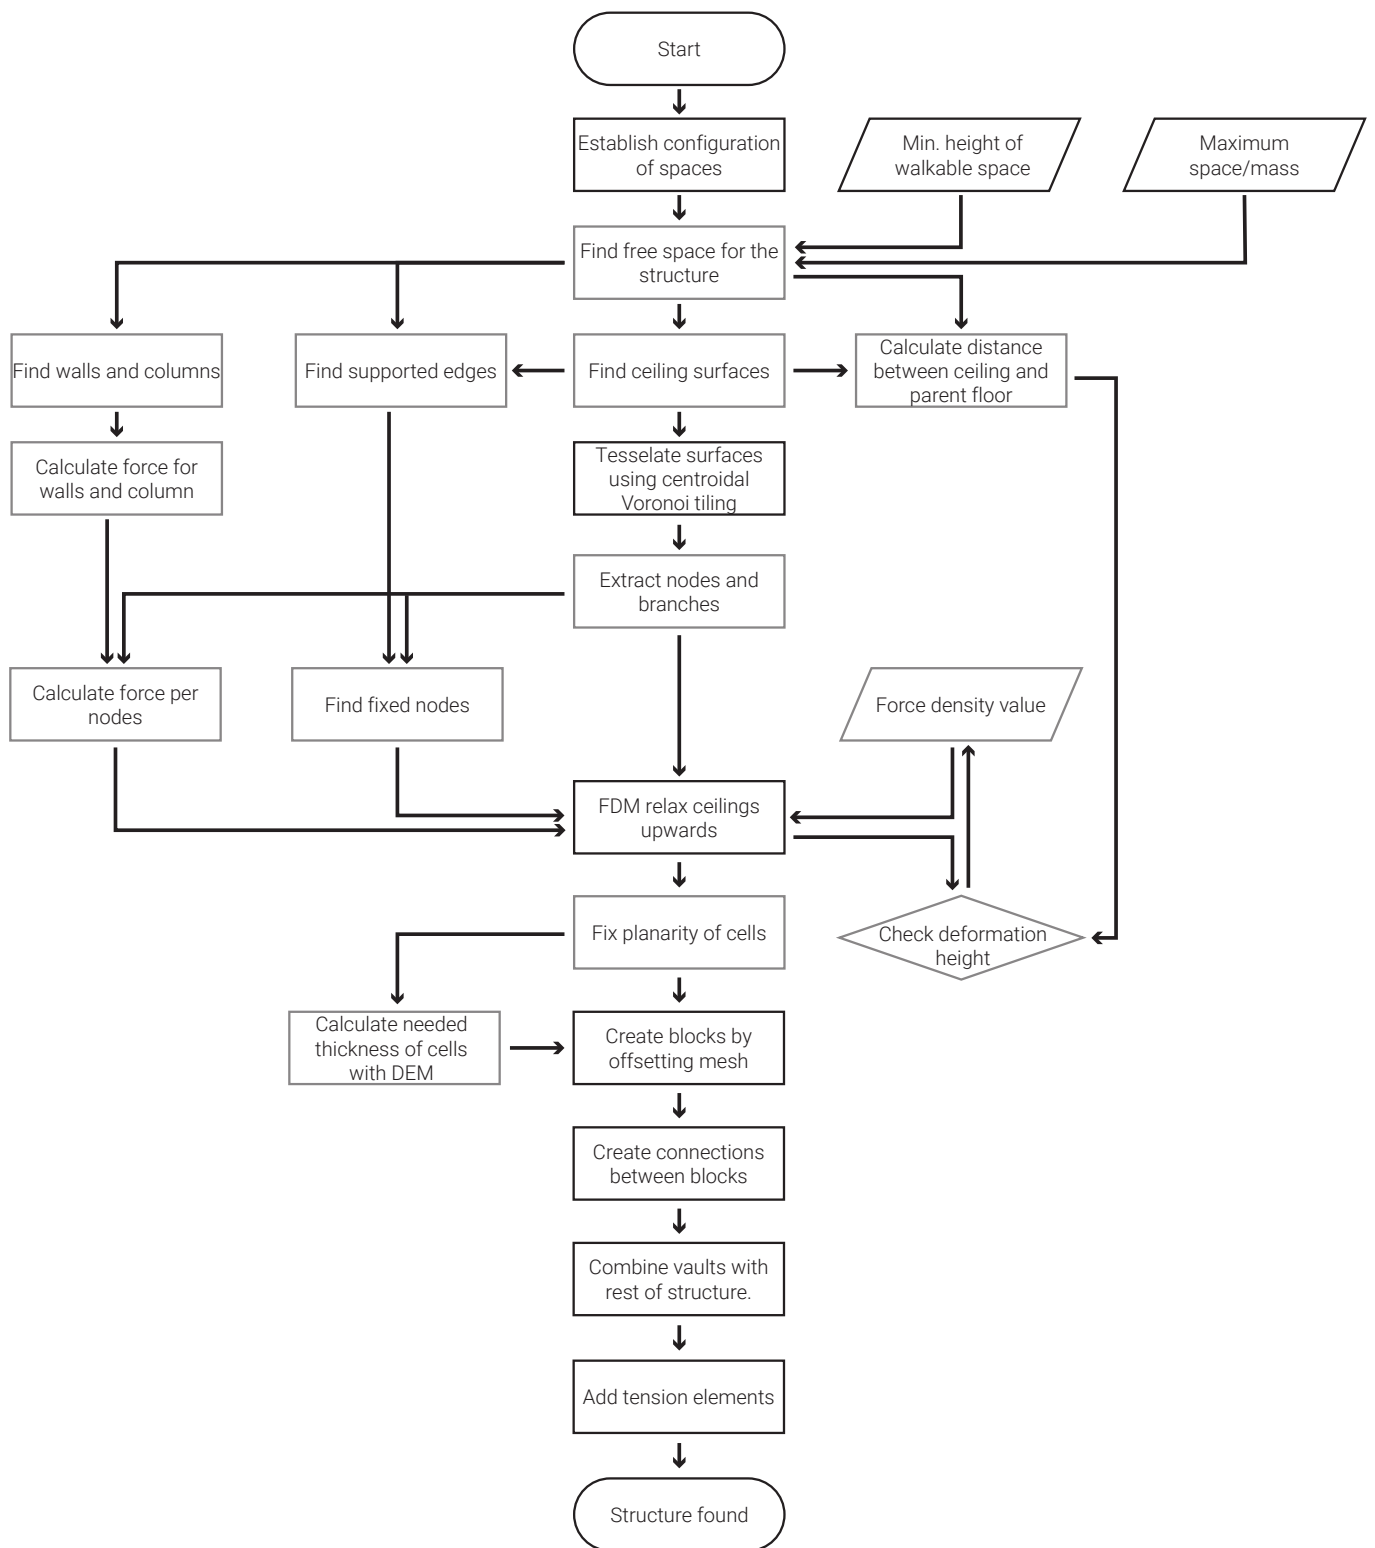 Start
Establish configuration
of spaces
Min. height of
walkable space
Maximum
space/mass
Find free space for the
structure
Find walls and columns
Find supported edges
Find ceiling surfaces
Calculate distance
between ceiling and
parent floor
Calculate force for
walls and column
Tesselate surfaces
using centroidal
Voronoi tiling
Extract nodes and
branches
Calculate force per
nodes
Find fixed nodes
Force density value
FDM relax ceilings
upwards
Fix planarity of cells
Check deformation
height
Calculate needed
thickness of cells
with DEM
Create blocks by
offsetting mesh
Create connections
between blocks
Combine vaults with
rest of structure.
Add tension elements
Structure found